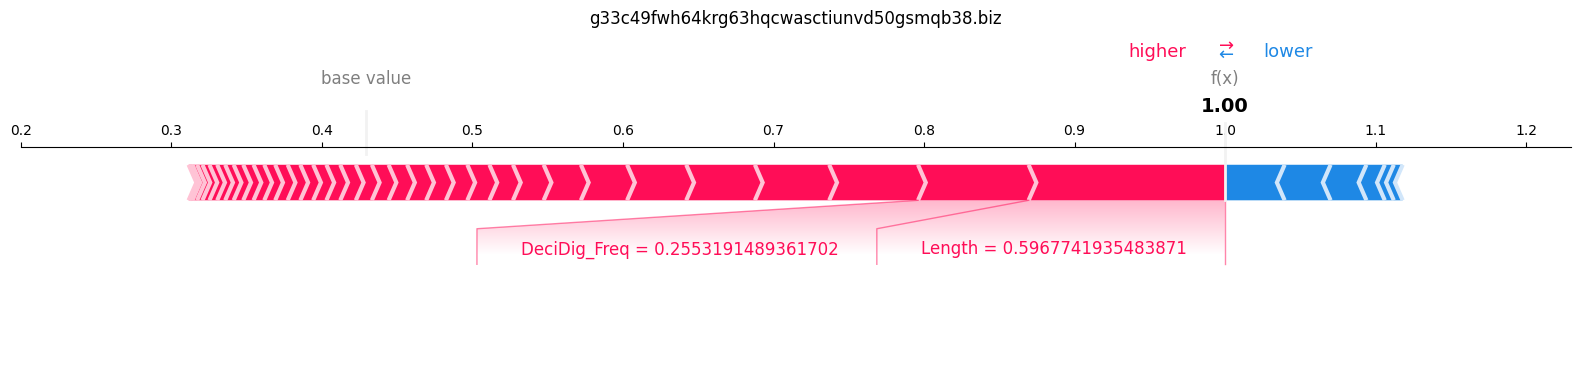 g33c49fwh64krg63hqcwasctiunvd50gsmqb38.biz
higher ⇄ lower
base value f(x)
1.00
0.2 0.3 0.4 0.5 0.6 0.7 0.8 0.9 1.0 1.1 1.2
DeciDig_Freq = 0.2553191489361702 Length = 0.5967741935483871